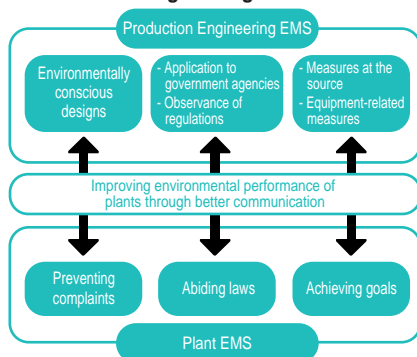 Production Engineering EMS
Environmentally
conscious
designs
- Application to
government agencies
- Observance of
regulations
- Measures at the
source
- Equipment-related
measures
Improving environmental performance of
plants through better communication
Preventing
complaints
Abiding laws
Achieving goals
Plant EMS